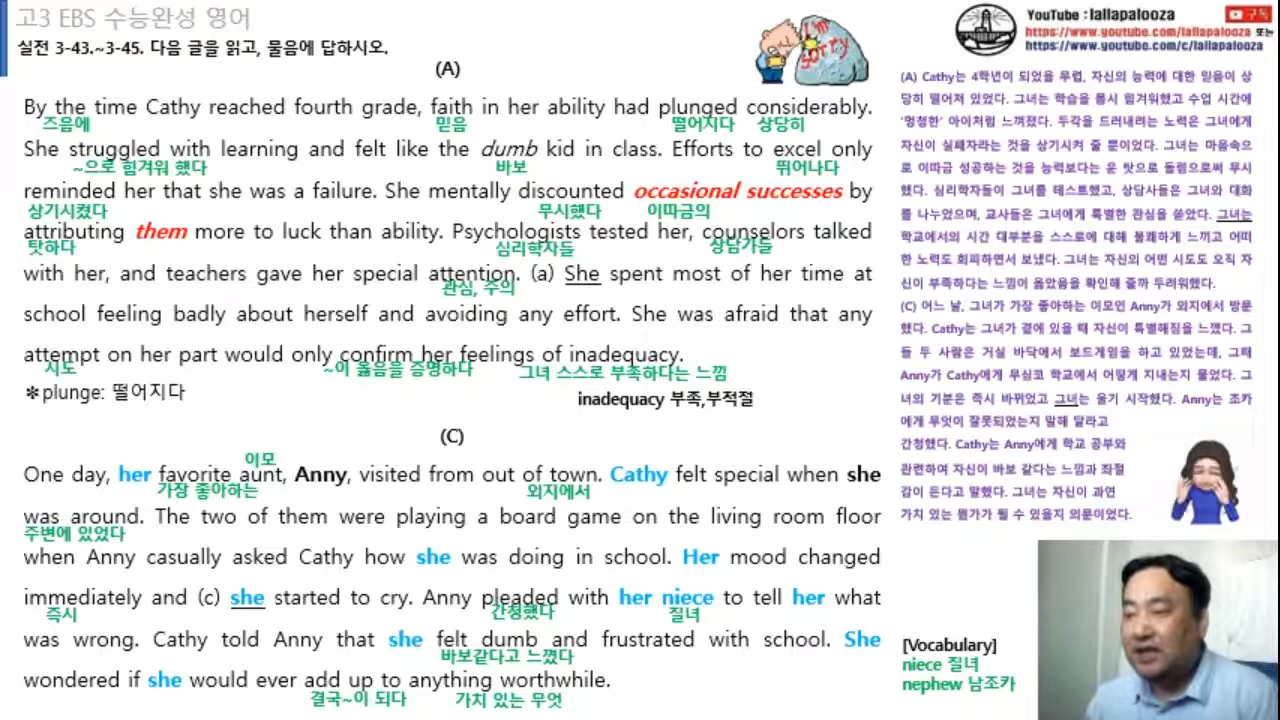 고3 EBS 수능완성 영어
실전 3-43.~3-45. 다음 글을 읽고, 물음에 답하시오.
(A)
By the time Cathy reached fourth grade, faith in her ability had plunged considerably.
즈음에 믿음 떨어지다 상당히
She struggled with learning and felt like the dumb kid in class. Efforts to excel only
~으로 힘겨워 했다 바보 뛰어나다
reminded her that she was a failure. She mentally discounted occasional successes by
상기시켰다 무시했다 이따금의
attributing them more to luck than ability. Psychologists tested her, counselors talked
탓하다 심리학자들 상담가들
with her, and teachers gave her special attention. (a) She spent most of her time at
관심, 주의
school feeling badly about herself and avoiding any effort. She was afraid that any
attempt on her part would only confirm her feelings of inadequacy.
시도 ~이 옳음을 증명하다 그녀 스스로 부족하다는 느낌
*plunge: 떨어지다
inadequacy 부족,부적절
(C)
이모
One day, her favorite aunt, Anny, visited from out of town. Cathy felt special when she
가장 좋아하는 외지에서
was around. The two of them were playing a board game on the living room floor
주변에 있었다
when Anny casually asked Cathy how she was doing in school. Her mood changed
immediately and (c) she started to cry. Anny pleaded with her niece to tell her what
즉시 간청했다 질녀
was wrong. Cathy told Anny that she felt dumb and frustrated with school. She
바보같다고 느꼈다
wondered if she would ever add up to anything worthwhile.
결국~이 되다 가치 있는 무엇
I'm
sorry
YouTube : lallapalooza
구독
https://www.youtube.com/lallapalooza 또는
https://www.youtube.com/c/lallapalooza
(A) Cathy는 4학년이 되었을 무렵, 자신의 능력에 대한 믿음이 상
당히 떨어져 있었다. 그녀는 학습을 몹시 힘겨워했고 수업 시간에
‘멍청한’ 아이처럼 느껴졌다. 두각을 드러내려는 노력은 그녀에게
자신이 실패자라는 것을 상기시켜 줄 뿐이었다. 그녀는 마음속으
로 이따금 성공하는 것을 능력보다는 운 탓으로 돌림으로써 무시
했다. 심리학자들이 그녀를 테스트했고, 상담사들은 그녀와 대화
를 나누었으며, 교사들은 그녀에게 특별한 관심을 쏟았다. 그녀는
학교에서의 시간 대부분을 스스로에 대해 불쾌하게 느끼고 어떠
한 노력도 회피하면서 보냈다. 그녀는 자신의 어떤 시도도 오직 자
신이 부족하다는 느낌이 옳았음을 확인해 줄까 두려워했다.
(C) 어느 날, 그녀가 가장 좋아하는 이모인 Anny가 외지에서 방문
했다. Cathy는 그녀가 곁에 있을 때 자신이 특별해짐을 느꼈다. 그
들 두 사람은 거실 바닥에서 보드게임을 하고 있었는데, 그때
Anny가 Cathy에게 무심코 학교에서 어떻게 지내는지 물었다. 그
녀의 기분은 즉시 바뀌었고 그녀는 울기 시작했다. Anny는 조카
에게 무엇이 잘못되었는지 말해 달라고
간청했다. Cathy는 Anny에게 학교 공부와
관련하여 자신이 바보 같다는 느낌과 좌절
감이 든다고 말했다. 그녀는 자신이 과연
가치 있는 뭔가가 될 수 있을지 의문이었다.
[Vocabulary]
niece 질녀
nephew 남조카